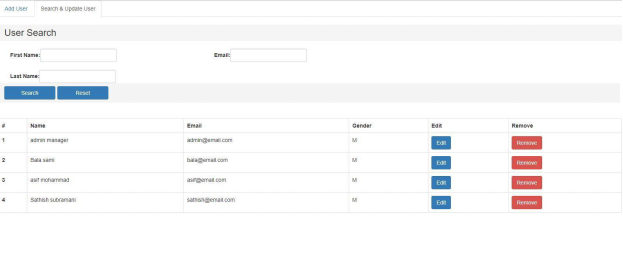 Add User Search & Update User
User Search
First Name: Email:
Last Name:
Search Reset
# Name Email Gender Edit Remove
1 admin manager admin@email.com M Edit Remove
2 Bala sami bala@email.com M Edit Remove
3 asif mohammad asif@email.com M Edit Remove
4 Sathish subramani sathish@email.com M Edit Remove